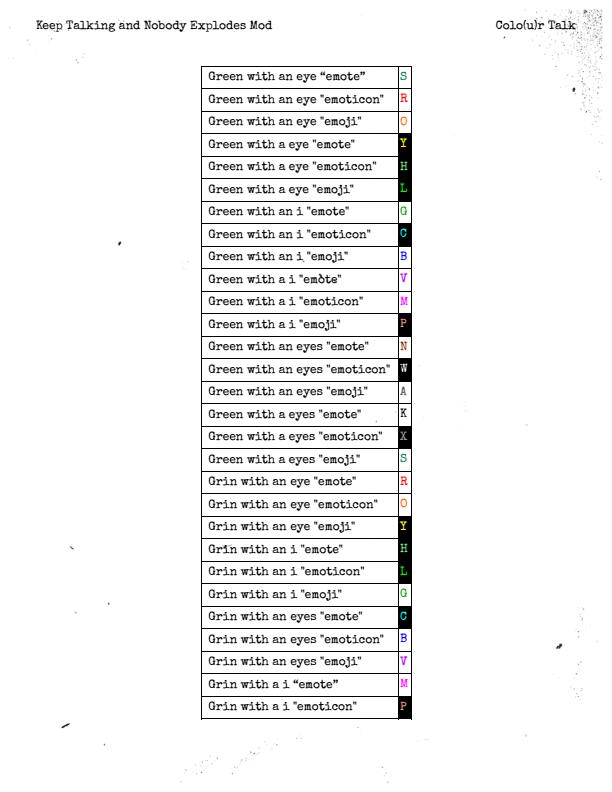 Keep Talking and Nobody Explodes Mod Colo(u)r Talk
Green with an eye “emote” S
Green with an eye "emoticon" R
Green with an eye "emoji" O
Green with a eye "emote" Y
Green with a eye "emoticon" H
Green with a eye "emoji" L
Green with an i "emote" G
Green with an i "emoticon" C
Green with an i "emoji" B
Green with a i "emote" V
Green with a i "emoticon" M
Green with a i "emoji" P
Green with an eyes "emote" N
Green with an eyes "emoticon" W
Green with an eyes "emoji" A
Green with a eyes "emote" K
Green with a eyes "emoticon" X
Green with a eyes "emoji" S
Grin with an eye "emote" R
Grin with an eye "emoticon" O
Grin with an eye "emoji" Y
Grin with an i "emote" H
Grin with an i "emoticon" L
Grin with an i "emoji" G
Grin with an eyes "emote" C
Grin with an eyes "emoticon" B
Grin with an eyes "emoji" V
Grin with a i “emote” M
Grin with a i "emoticon" P